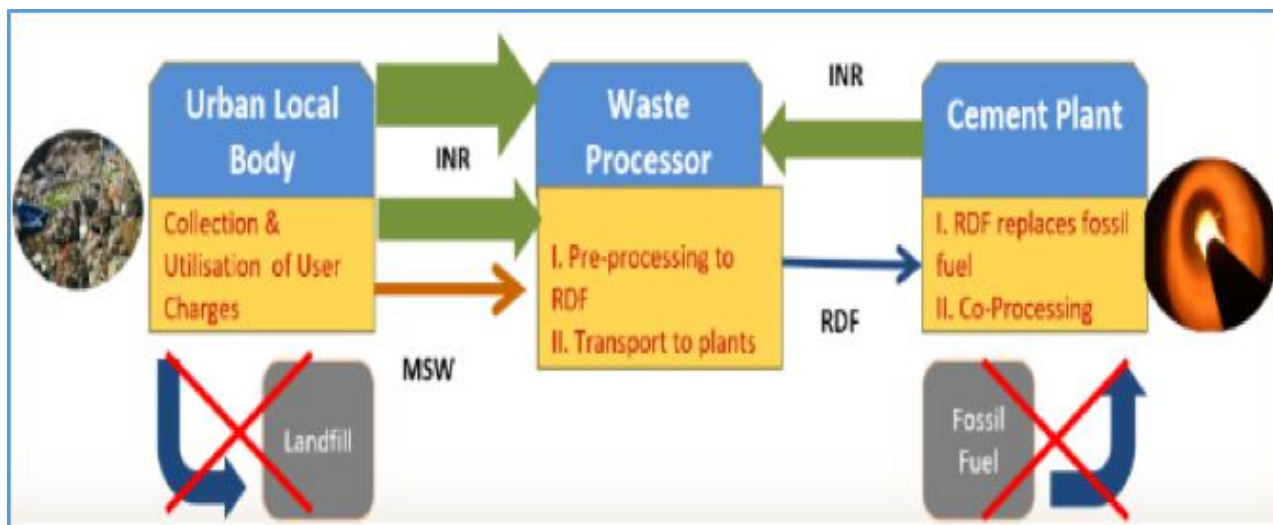 Urban Local
Body
Collection &
Utilisation of User
Charges
INR
MSW
Waste
Processor
I. Pre-processing to
RDF
II. Transport to plants
INR
RDF
Cement Plant
I. RDF replaces fossil
fuel
II. Co-Processing
Landfill
Fossil
Fuel